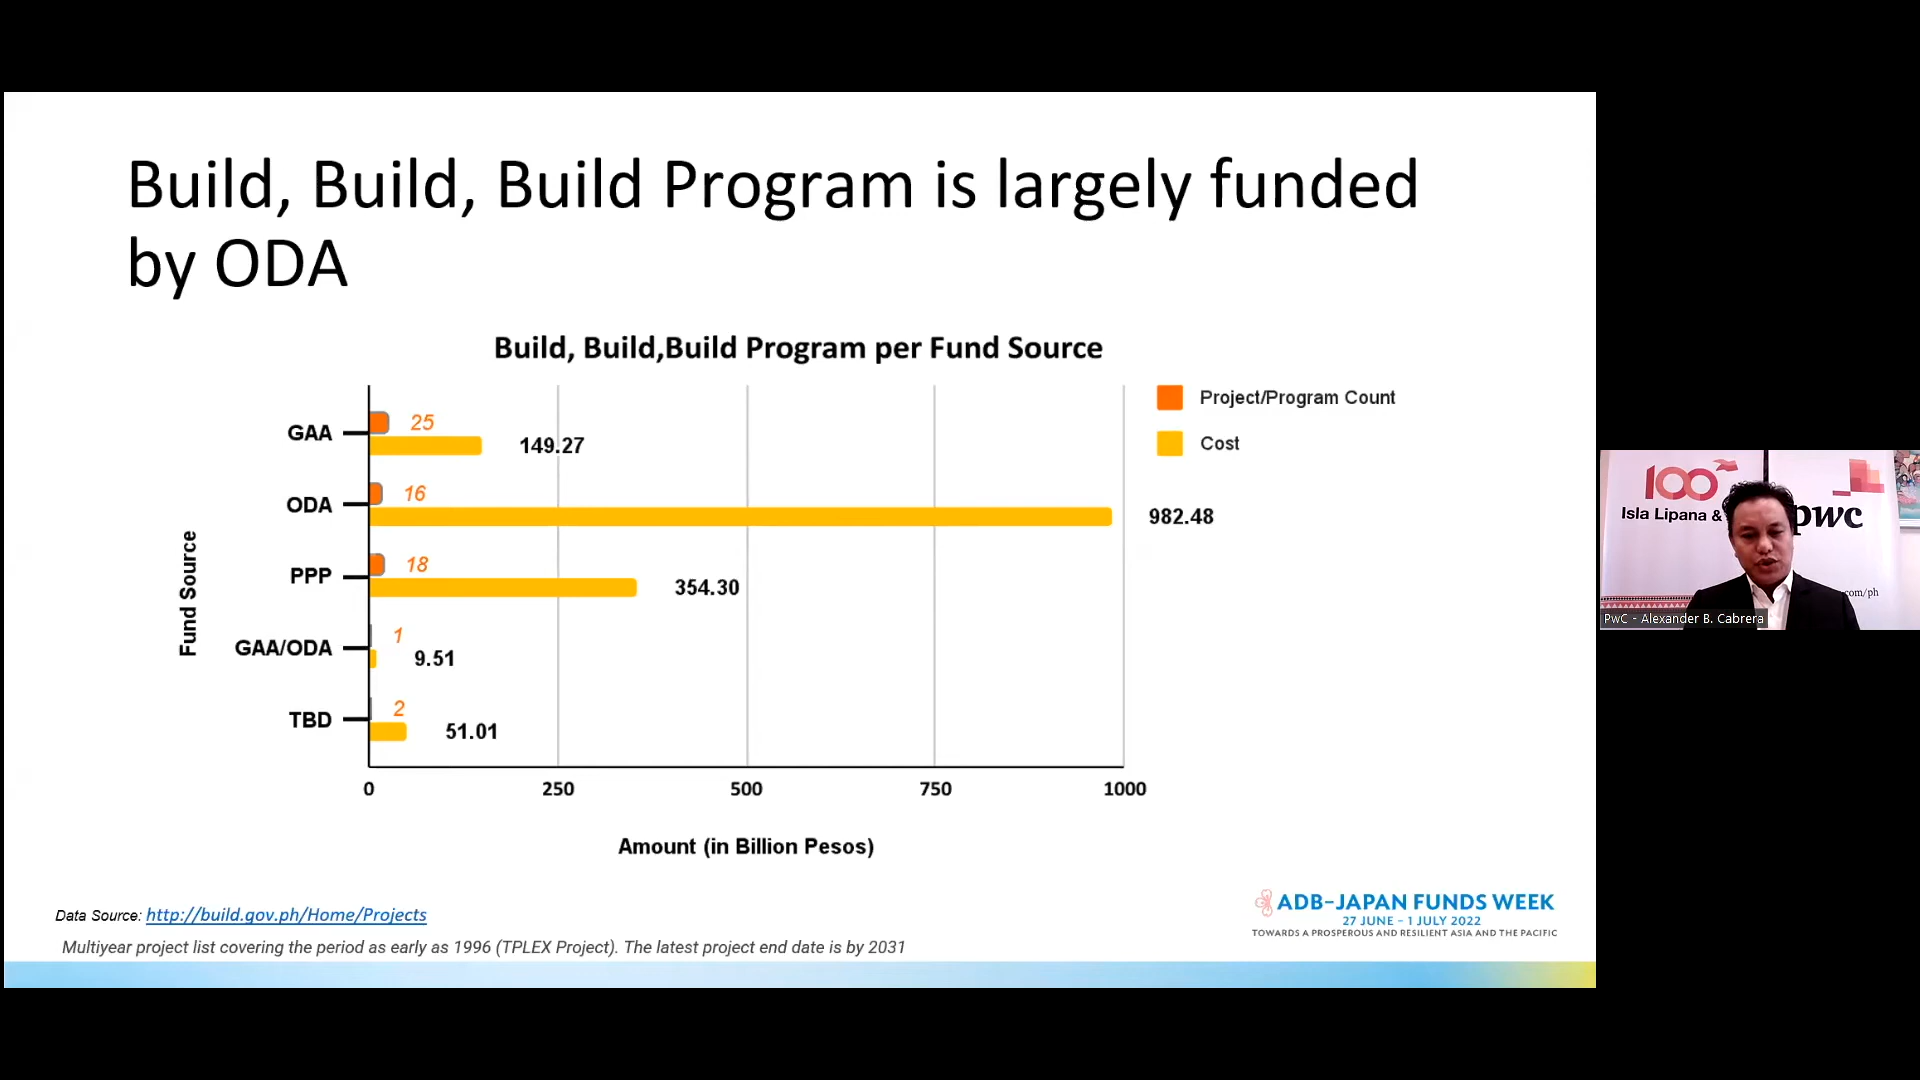 Build, Build, Build Program is largely funded
by ODA
Build, Build,Build Program per Fund Source
Project/Program Count
Cost
Fund Source
GAA
25
149.27
ODA
16
982.48
PPP
18
354.30
GAA/ODA
1
9.51
TBD
2
51.01
0 250 500 750 1000
Amount (in Billion Pesos)
Data Source: http://build.gov.ph/Home/Projects
Multiyear project list covering the period as early as 1996 (TPLEX Project). The latest project end date is by 2031
ADB–JAPAN FUNDS WEEK
27 JUNE – 1 JULY 2022
TOWARDS A PROSPEROUS AND RESILIENT ASIA AND THE PACIFIC
100
Isla Lipana &
pwc
com/ph
PwC - Alexander B. Cabrera